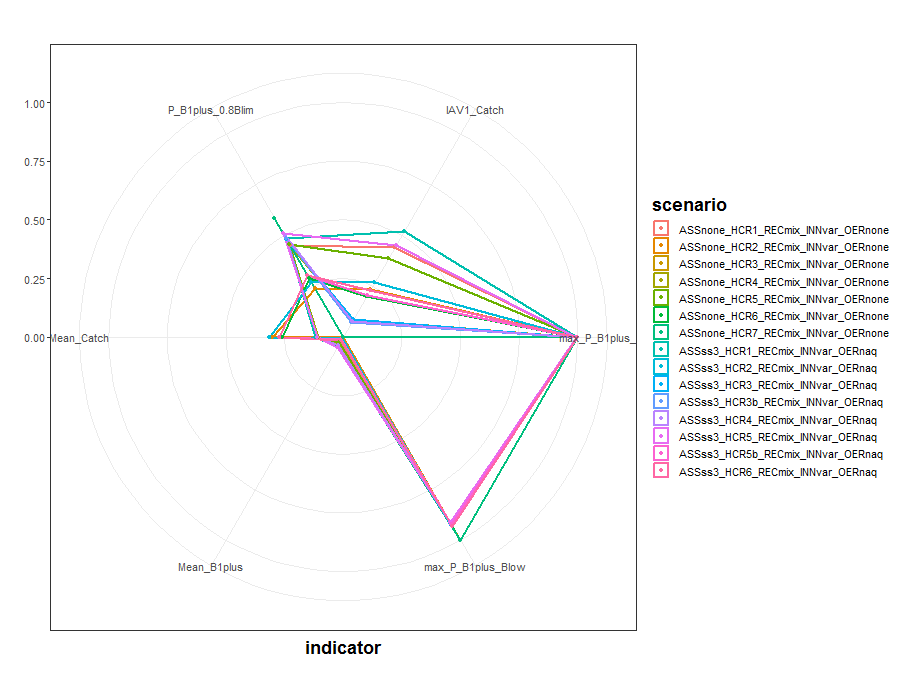 P_B1plus_0.8Blim
IAV1_Catch
1.00
0.75
0.50
0.25
0.00
Mean_Catch
max_P_B1plus_
Mean_B1plus
max_P_B1plus_Blow
indicator
scenario
ASSnone_HCR1_RECmix_INNvar_OERnone
ASSnone_HCR2_RECmix_INNvar_OERnone
ASSnone_HCR3_RECmix_INNvar_OERnone
ASSnone_HCR4_RECmix_INNvar_OERnone
ASSnone_HCR5_RECmix_INNvar_OERnone
ASSnone_HCR6_RECmix_INNvar_OERnone
ASSnone_HCR7_RECmix_INNvar_OERnone
ASSss3_HCR1_RECmix_INNvar_OERnaq
ASSss3_HCR2_RECmix_INNvar_OERnaq
ASSss3_HCR3_RECmix_INNvar_OERnaq
ASSss3_HCR3b_RECmix_INNvar_OERnaq
ASSss3_HCR4_RECmix_INNvar_OERnaq
ASSss3_HCR5_RECmix_INNvar_OERnaq
ASSss3_HCR5b_RECmix_INNvar_OERnaq
ASSss3_HCR6_RECmix_INNvar_OERnaq